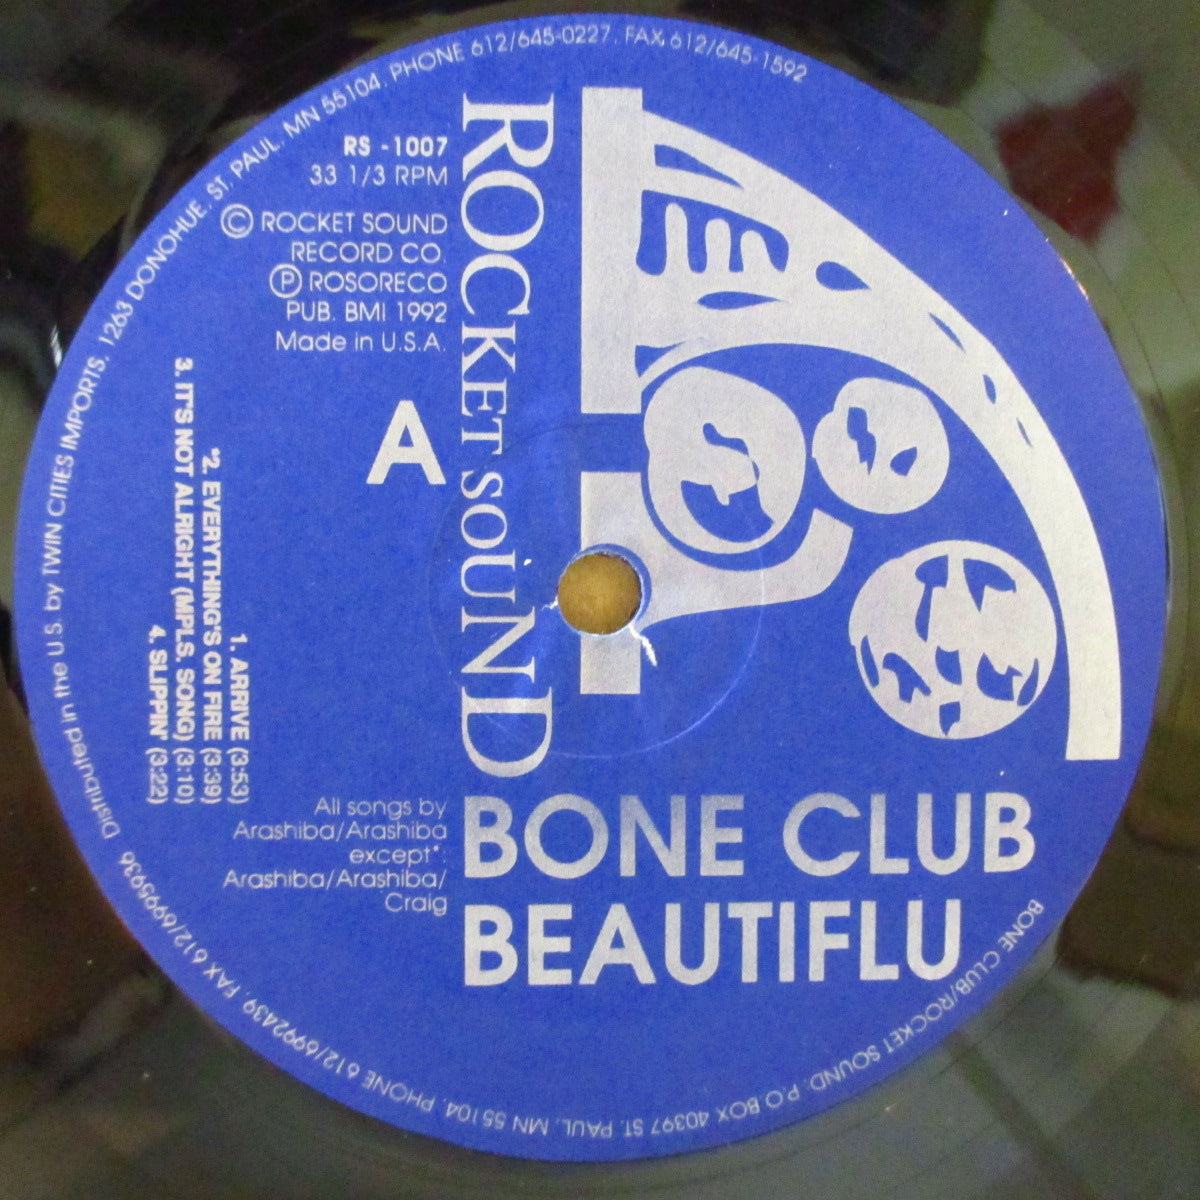 RS -1007
33 1/3 RPM
© ROCKET SOUND
RECORD CO.
Ⓟ ROSORECO
PUB. BMI 1992
Made in U.S.A.
A
ROCKET SOUND
1. ARRIVE (3:53)
*2. EVERYTHING'S ON FIRE (3:39)
3. IT'S NOT ALRIGHT (MPLS. SONG) (3:10)
4. SLIPPIN' (3:22)
All songs by
Arashiba/Arashiba
except*:
Arashiba/Arashiba/
Craig
BONE CLUB
BEAUTIFLU
Distributed in the U.S. by TWIN CITIES IMPORTS, 1263 DONOHUE, ST. PAUL, MN 55104. PHONE 612/645-0227. FAX 612/645-1592
BONE CLUB/ROCKET SOUND: P.O BOX 40397 ST. PAUL, MN 55104. PHONE 612/6992439. FAX 612/6995936